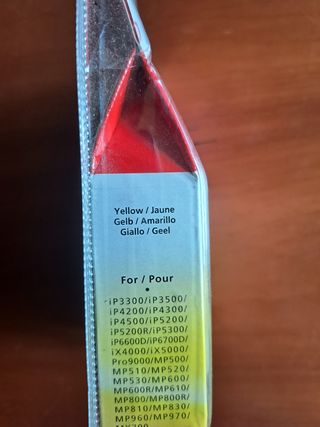 Yellow / Jaune
Gelb / Amarillo
Giallo / Geel
For / Pour
•
iP3300/iP3500/
iP4200/iP4300/
iP4500/iP5200/
iP5200R/iP5300/
iP6600D/iP6700D/
iX4000/iX5000/
Pro9000/MP500/
MP510/MP520/
MP530/MP600/
MP600R/MP610/
MP800/MP800R/
MP810/MP830/
MP960/MP970/